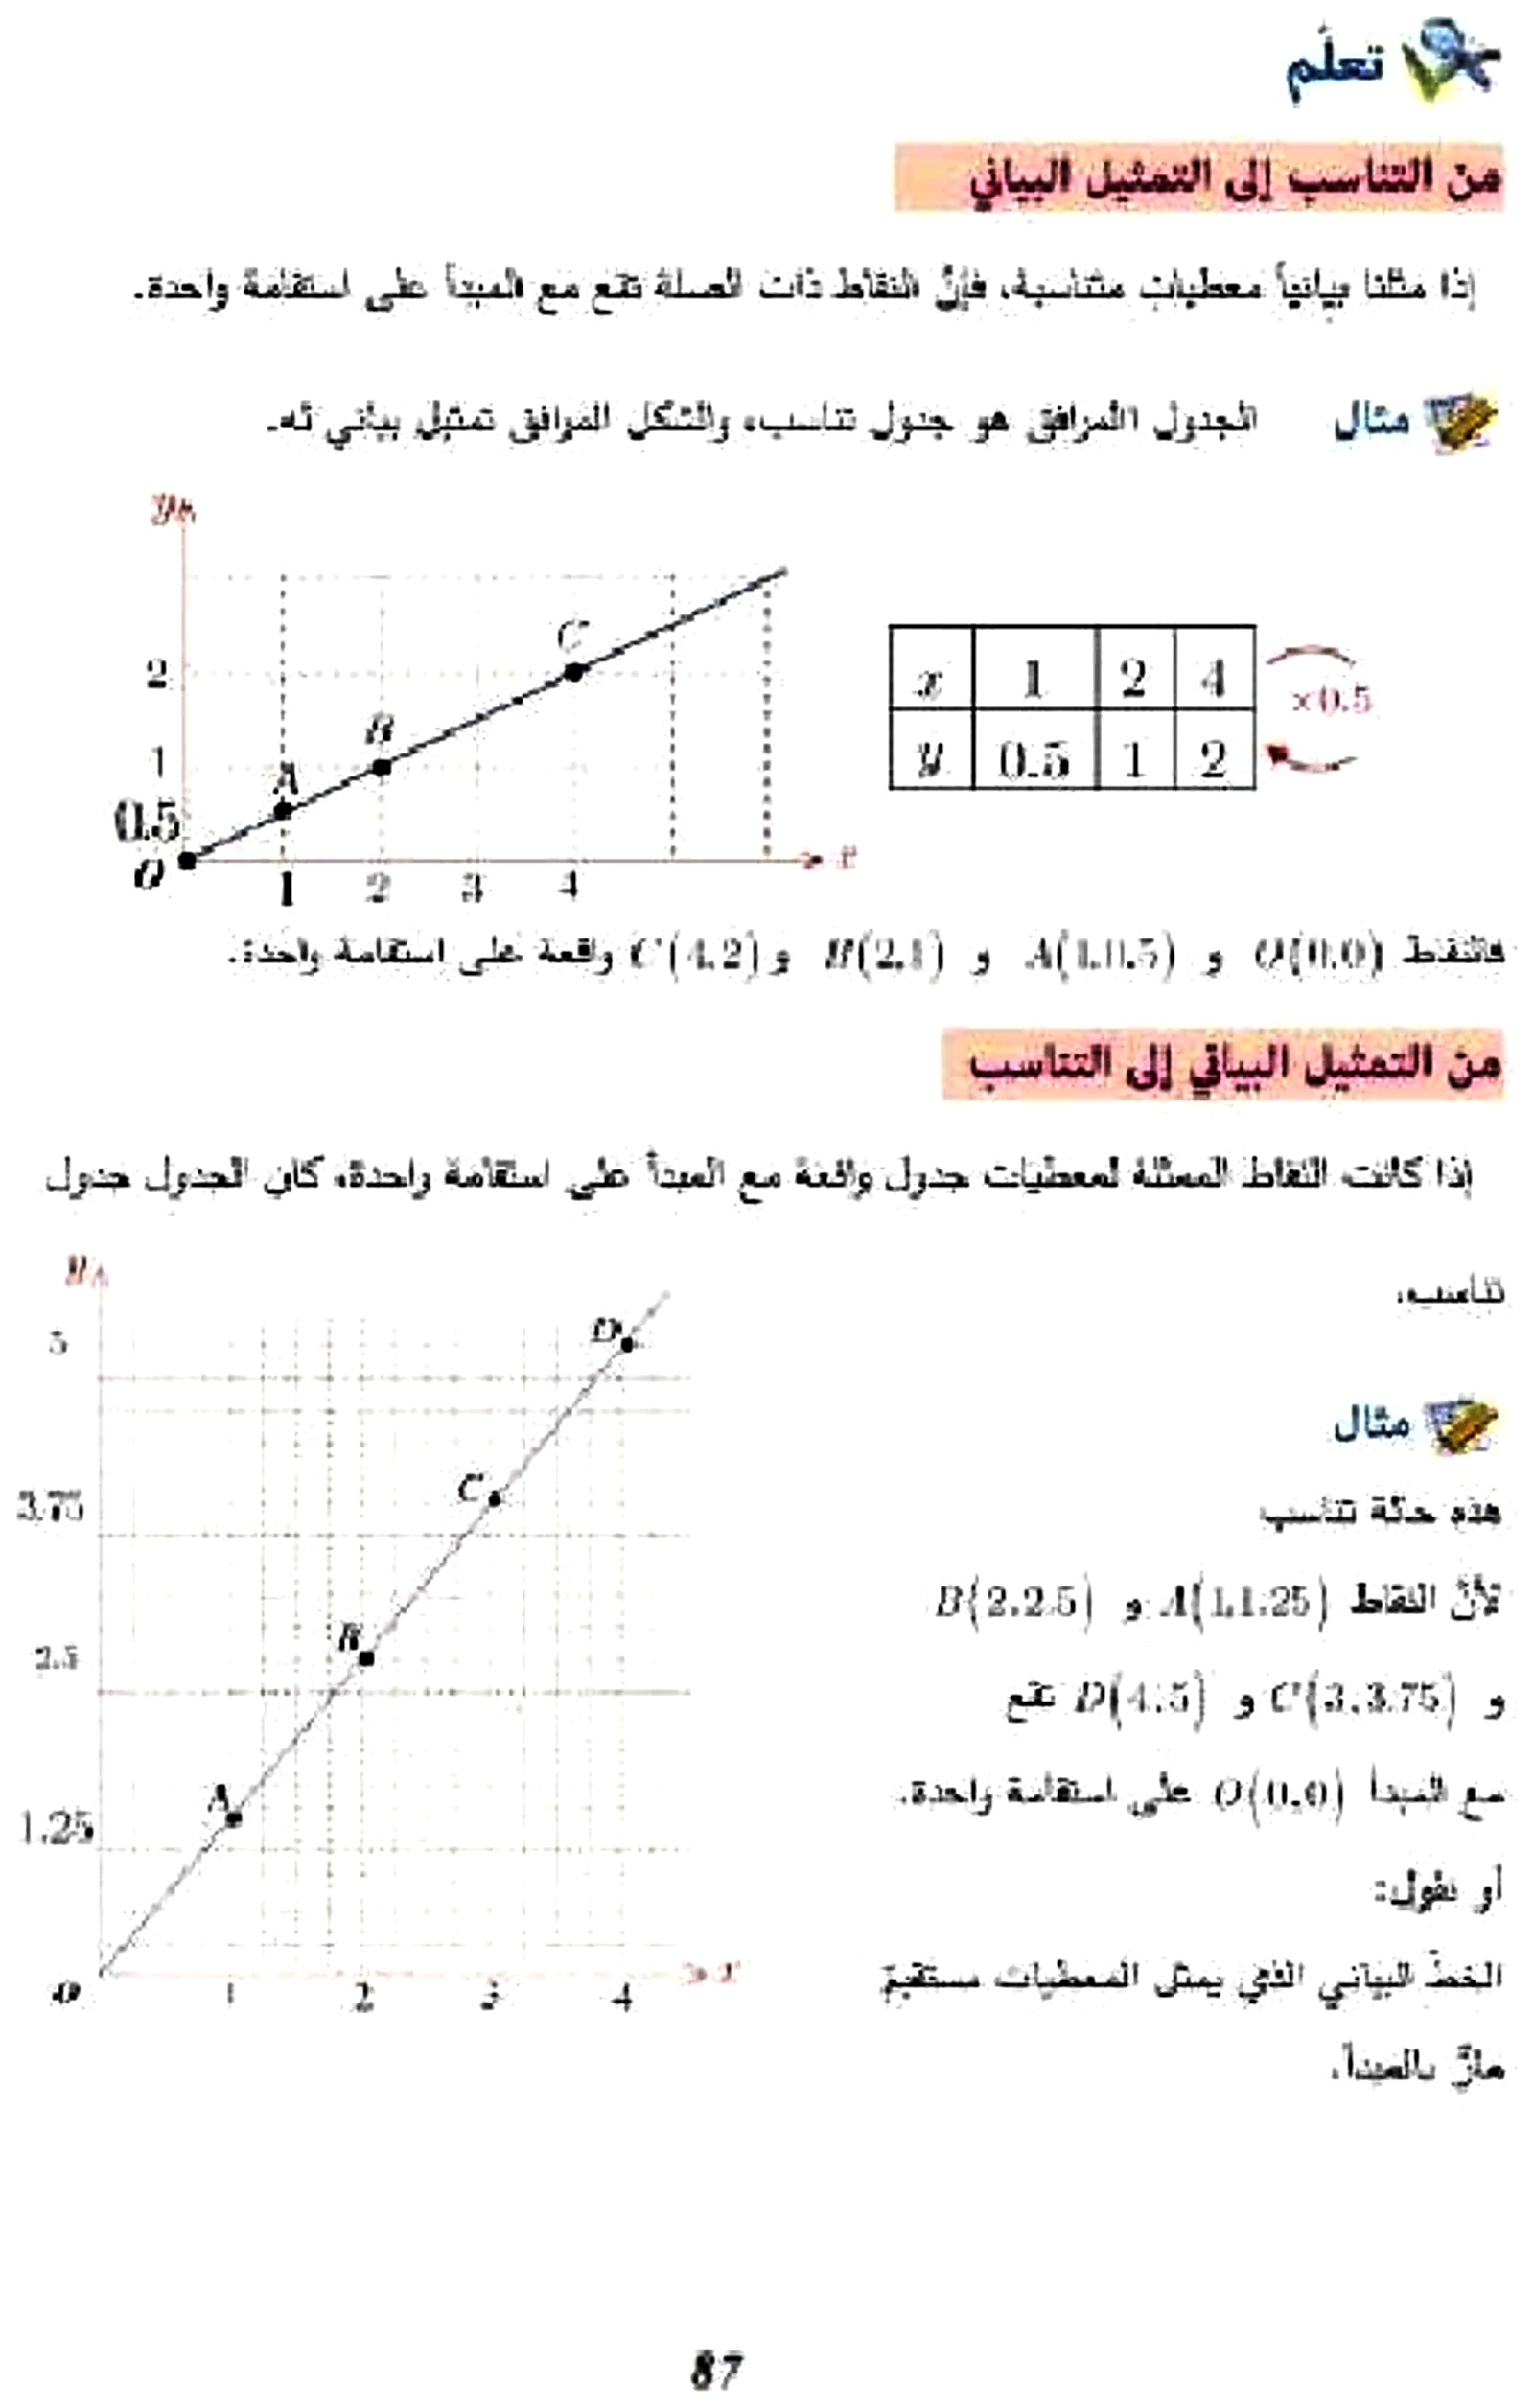 تعلّم
من التناسب إلى التمثيل البياني
إذا مثلنا بيانياً معطيات متناسبة، فإنّ النقاط ذات الصلة تقع مع المبدأ على استقامة واحدة.
مثال الجدول المرافق هو جدول تناسب، والشكل المرافق تمثيل بياني له.
y
2
1
0.5
O
A
B
C
1 2 3 4
x
x 1 2 4
y 0.5 1 2
×0.5
فالنقاط O(0,0) و A(1,0.5) و B(2,1) و C(4,2) واقعة على استقامة واحدة.
من التمثيل البياني إلى التناسب
إذا كانت النقاط الممثلة لمعطيات جدول واقعة مع المبدأ على استقامة واحدة، كان الجدول جدول
تناسب.
مثال
هذه حالة تناسب
لأنّ النقاط A(1,1.25) و B(2,2.5)
و C(3,3.75) و D(4,5) تقع
مع المبدأ O(0,0) على استقامة واحدة.
أو نقول:
الخطّ البياني الذي يمثل المعطيات مستقيم
مارّ بالمبدأ.
y
5
3.75
2.5
1.25
O
A
B
C
D
1 2 3 4
x
87